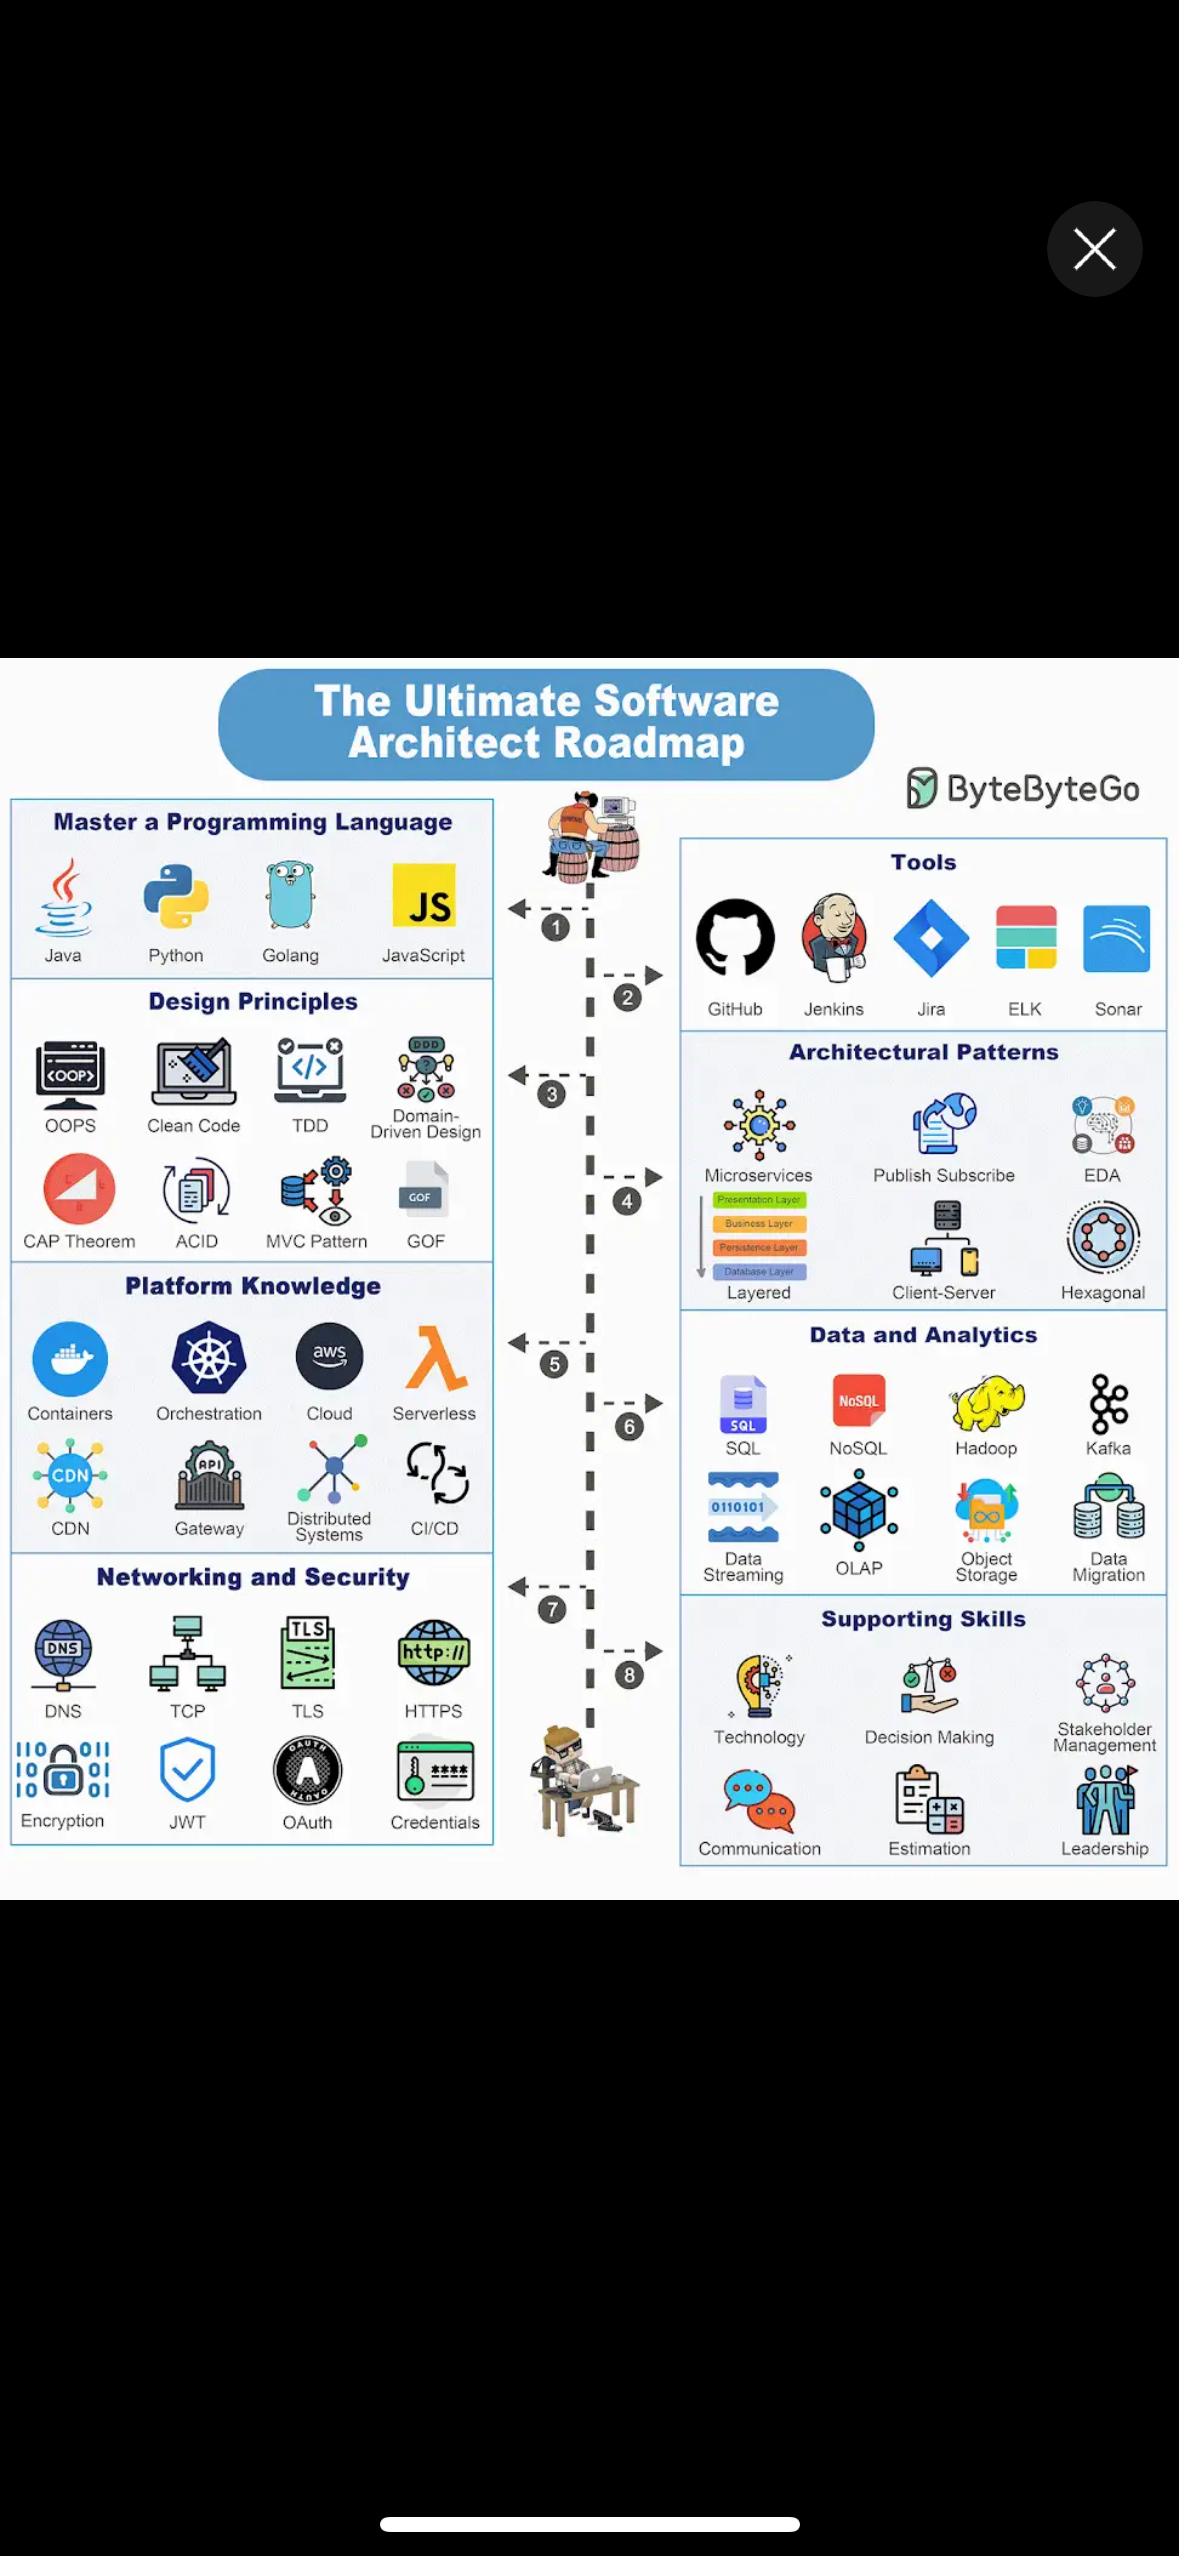 The Ultimate Software
Architect Roadmap
ByteByteGo
Master a Programming Language
Java Python Golang JavaScript
1
Tools
GitHub Jenkins Jira ELK Sonar
2
Design Principles
<OOP> </> DDD ?
OOPS Clean Code TDD Domain-
Driven Design
GOF
CAP Theorem ACID MVC Pattern GOF
3
Architectural Patterns
Microservices Publish Subscribe EDA
Presentation Layer
Business Layer
Persistence Layer
Database Layer
Layered Client-Server Hexagonal
4
Platform Knowledge
aws
Containers Orchestration Cloud Serverless
CDN API
CDN Gateway Distributed
Systems CI/CD
5
Data and Analytics
SQL NoSQL
SQL NoSQL Hadoop Kafka
0110101
Data
Streaming OLAP Object
Storage Data
Migration
6
Networking and Security
DNS TLS http://
DNS TCP TLS HTTPS
OAUTH A OAUTH ****
Encryption JWT OAuth Credentials
7
Supporting Skills
Technology Decision Making Stakeholder
Management
Communication Estimation Leadership
8